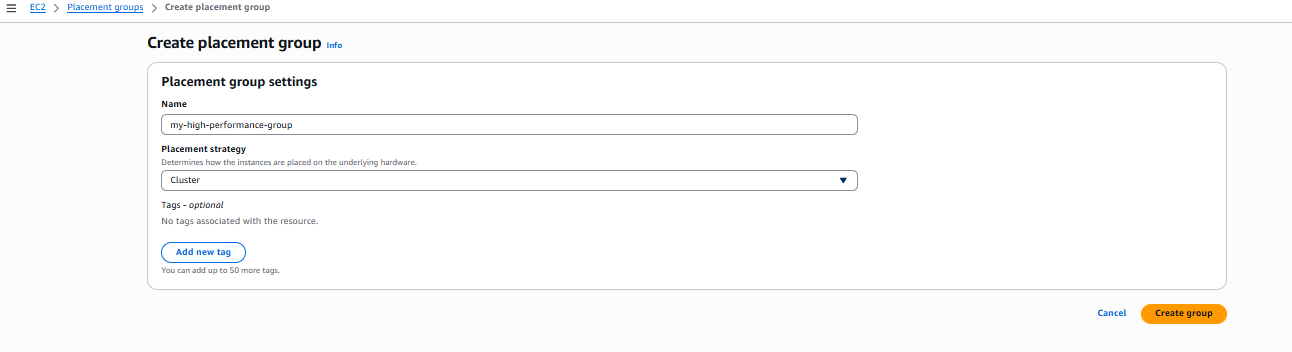 EC2 > Placement groups > Create placement group
Create placement group Info
Placement group settings
Name
my-high-performance-group
Placement strategy
Determines how the instances are placed on the underlying hardware.
Cluster
Tags - optional
No tags associated with the resource.
Add new tag
You can add up to 50 more tags.
Cancel Create group